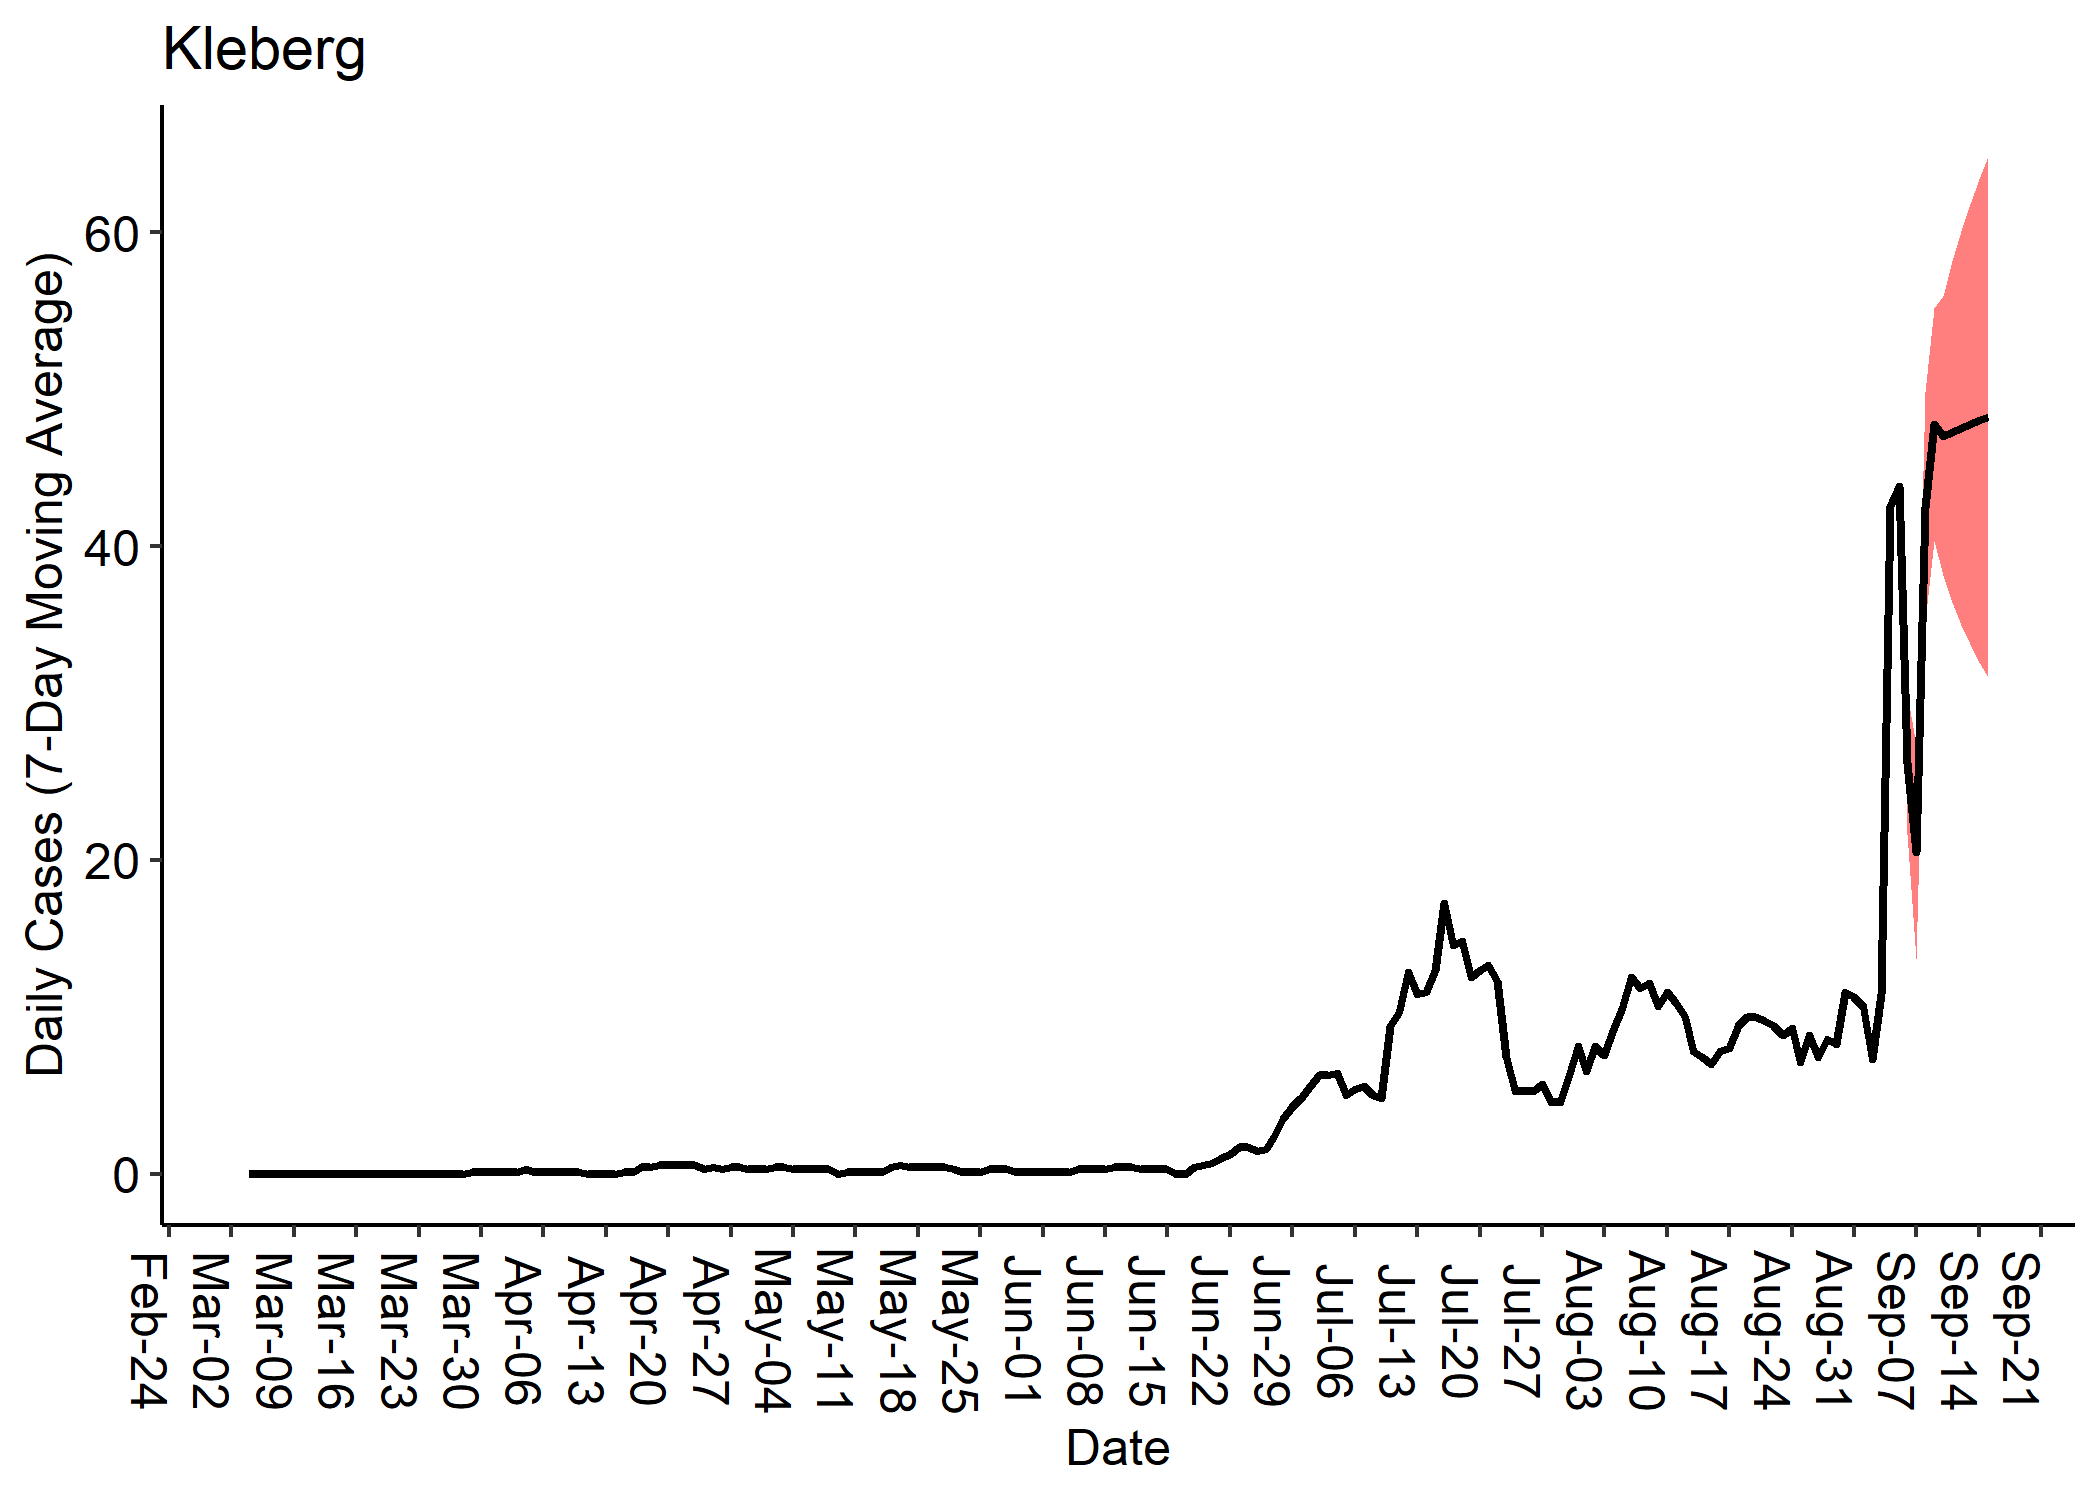 Kleberg
Daily Cases (7-Day Moving Average)
60
40
20
0
Feb-24
Mar-02
Mar-09
Mar-16
Mar-23
Mar-30
Apr-06
Apr-13
Apr-20
Apr-27
May-04
May-11
May-18
May-25
Jun-01
Jun-08
Jun-15
Jun-22
Jun-29
Jul-06
Jul-13
Jul-20
Jul-27
Aug-03
Aug-10
Aug-17
Aug-24
Aug-31
Sep-07
Sep-14
Sep-21
Date